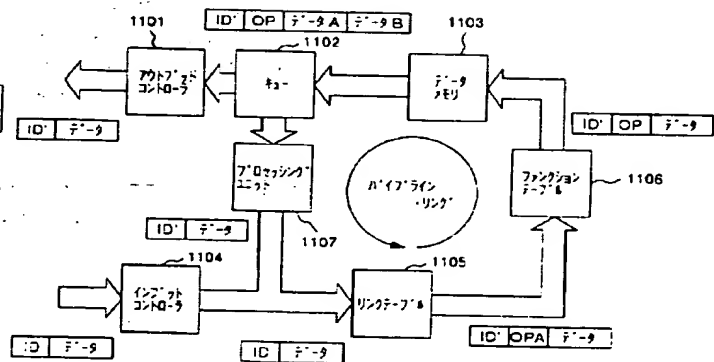 ID' OP データA データB
1101
1102
1103
アウトプット
コントローラ
キュー
データ
メモリ
ID' データ
ID' OP データ
プロセッシング
ユニット
パイプライン
・リング
ファンクション
テーブル
1106
ID' データ
1107
1104
1105
インプット
コントローラ
リンクテーブル
ID データ
ID データ
ID' OPA データ